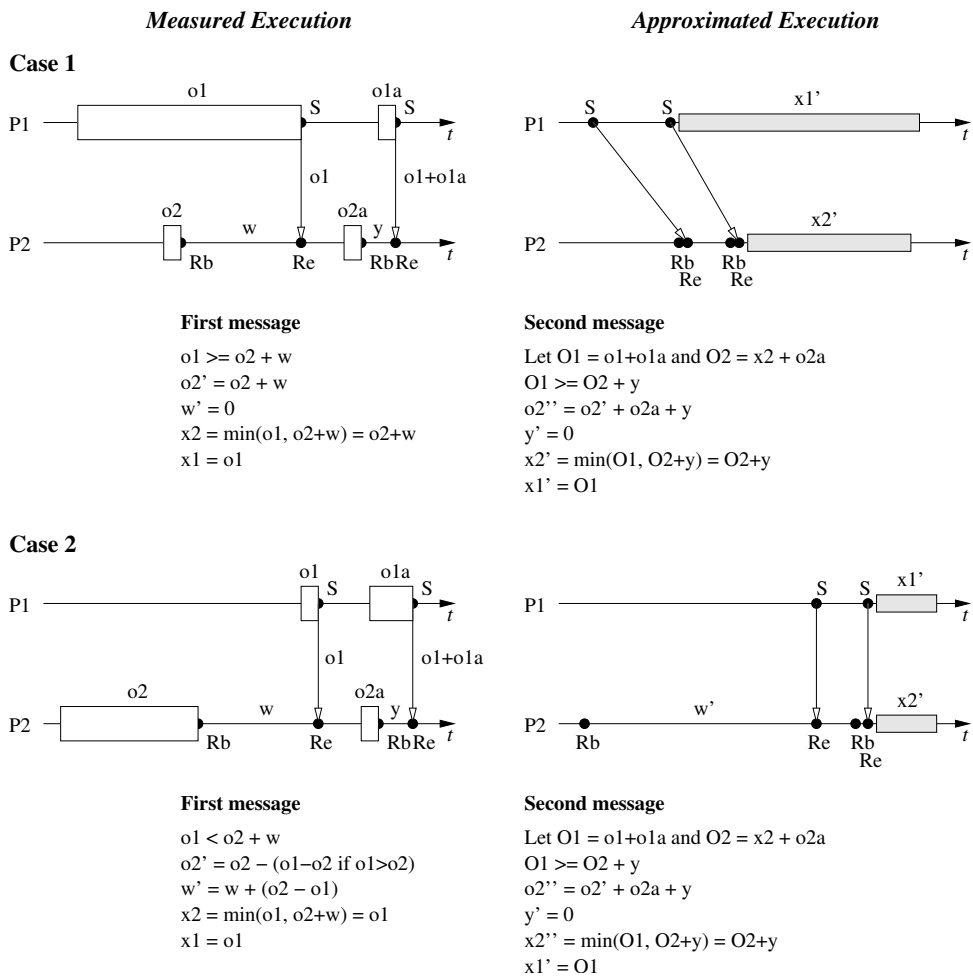 Measured Execution
Approximated Execution
Case 1
o1
o1a
S
S
P1
t
o1
o1+o1a
o2
w
o2a
y
P2
t
Rb
Re
RbRe
x1’
S
S
P1
t
x2’
P2
t
Rb
Re
Rb
Re
First message
o1 >= o2 + w
o2’ = o2 + w
w’ = 0
x2 = min(o1, o2+w) = o2+w
x1 = o1
Second message
Let O1 = o1+o1a and O2 = x2 + o2a
O1 >= O2 + y
o2’’ = o2’ + o2a + y
y’ = 0
x2’ = min(O1, O2+y) = O2+y
x1’ = O1
Case 2
o1
S
o1a
S
P1
t
o1
o1+o1a
o2
w
o2a
y
P2
t
Rb
Re
RbRe
S
S
x1’
P1
t
w’
x2’
P2
t
Rb
Re
Rb
Re
First message
o1 < o2 + w
o2’ = o2 − (o1−o2 if o1>o2)
w’ = w + (o2 − o1)
x2 = min(o1, o2+w) = o1
x1 = o1
Second message
Let O1 = o1+o1a and O2 = x2 + o2a
O1 >= O2 + y
o2’’ = o2’ + o2a + y
y’ = 0
x2’’ = min(O1, O2+y) = O2+y
x1’ = O1